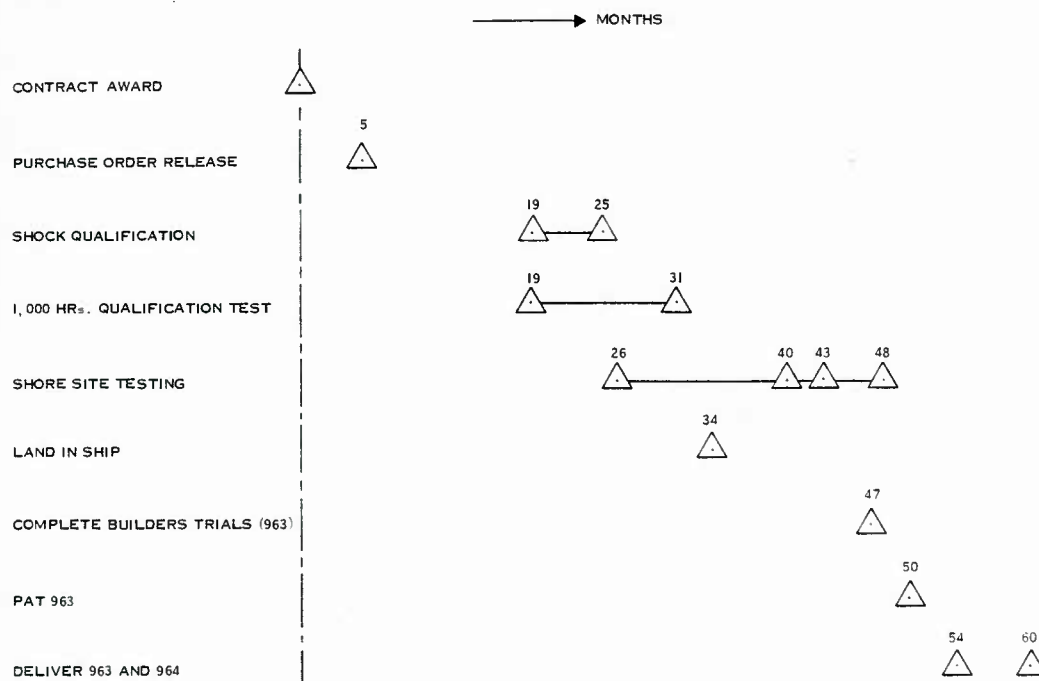 MONTHS
CONTRACT AWARD
5
PURCHASE ORDER RELEASE
19 25
SHOCK QUALIFICATION
19 31
1,000 HRs. QUALIFICATION TEST
26 40 43 48
SHORE SITE TESTING
34
LAND IN SHIP
47
COMPLETE BUILDERS TRIALS (963)
50
PAT 963
54 60
DELIVER 963 AND 964